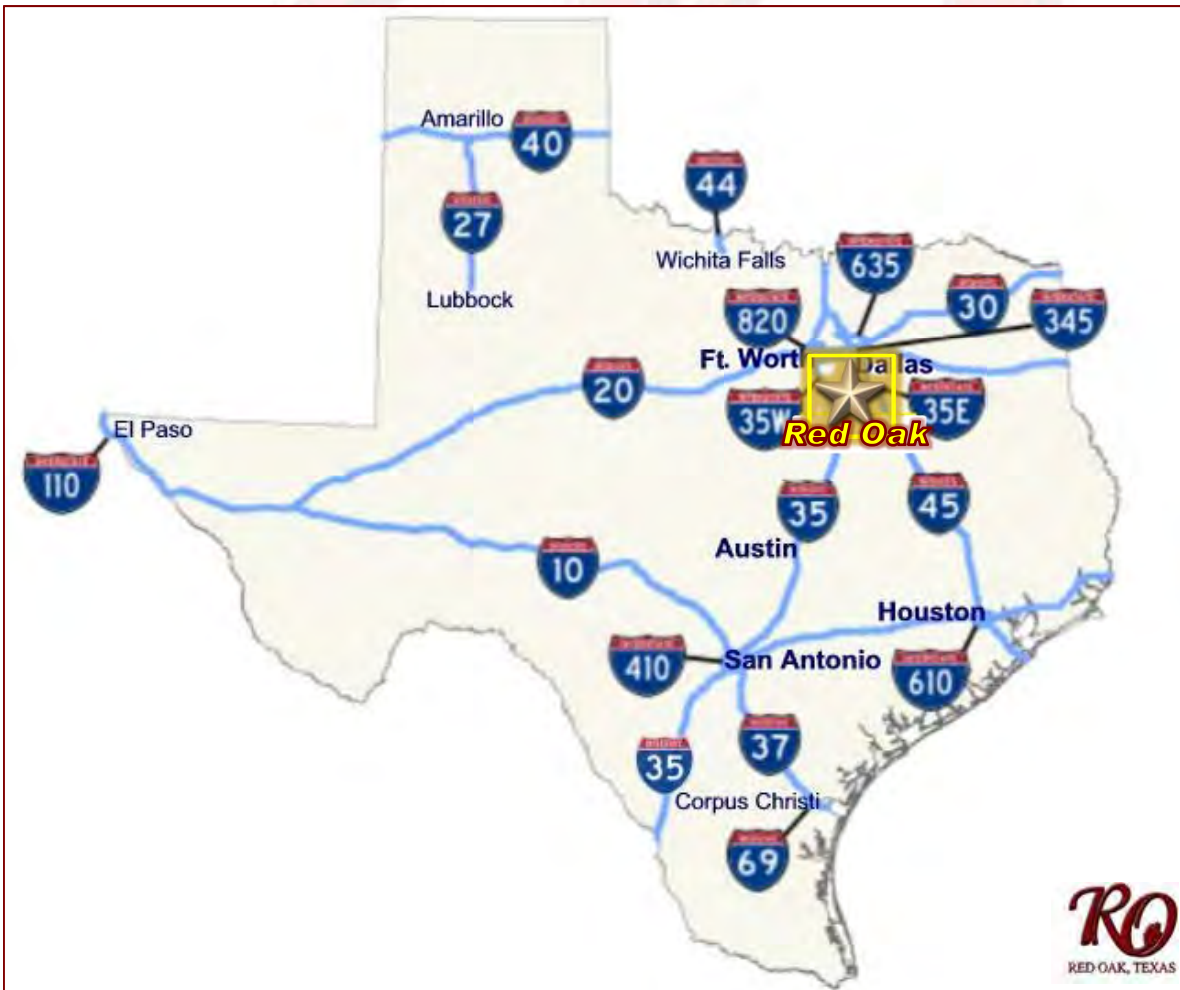 Amarillo
40
27
Lubbock
44
Wichita Falls
635
820
30
345
Ft. Wort
Dallas
20
35W
35E
Red Oak
El Paso
110
35
45
Austin
10
Houston
410
San Antonio
610
37
35
Corpus Christi
69
RO
RED OAK, TEXAS